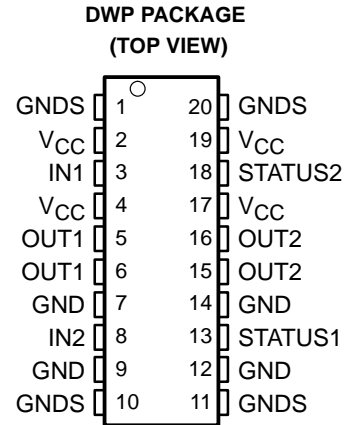 DWP PACKAGE
(TOP VIEW)
GNDS 1 20 GNDS
VCC 2 19 VCC
IN1 3 18 STATUS2
VCC 4 17 VCC
OUT1 5 16 OUT2
OUT1 6 15 OUT2
GND 7 14 GND
IN2 8 13 STATUS1
GND 9 12 GND
GNDS 10 11 GNDS